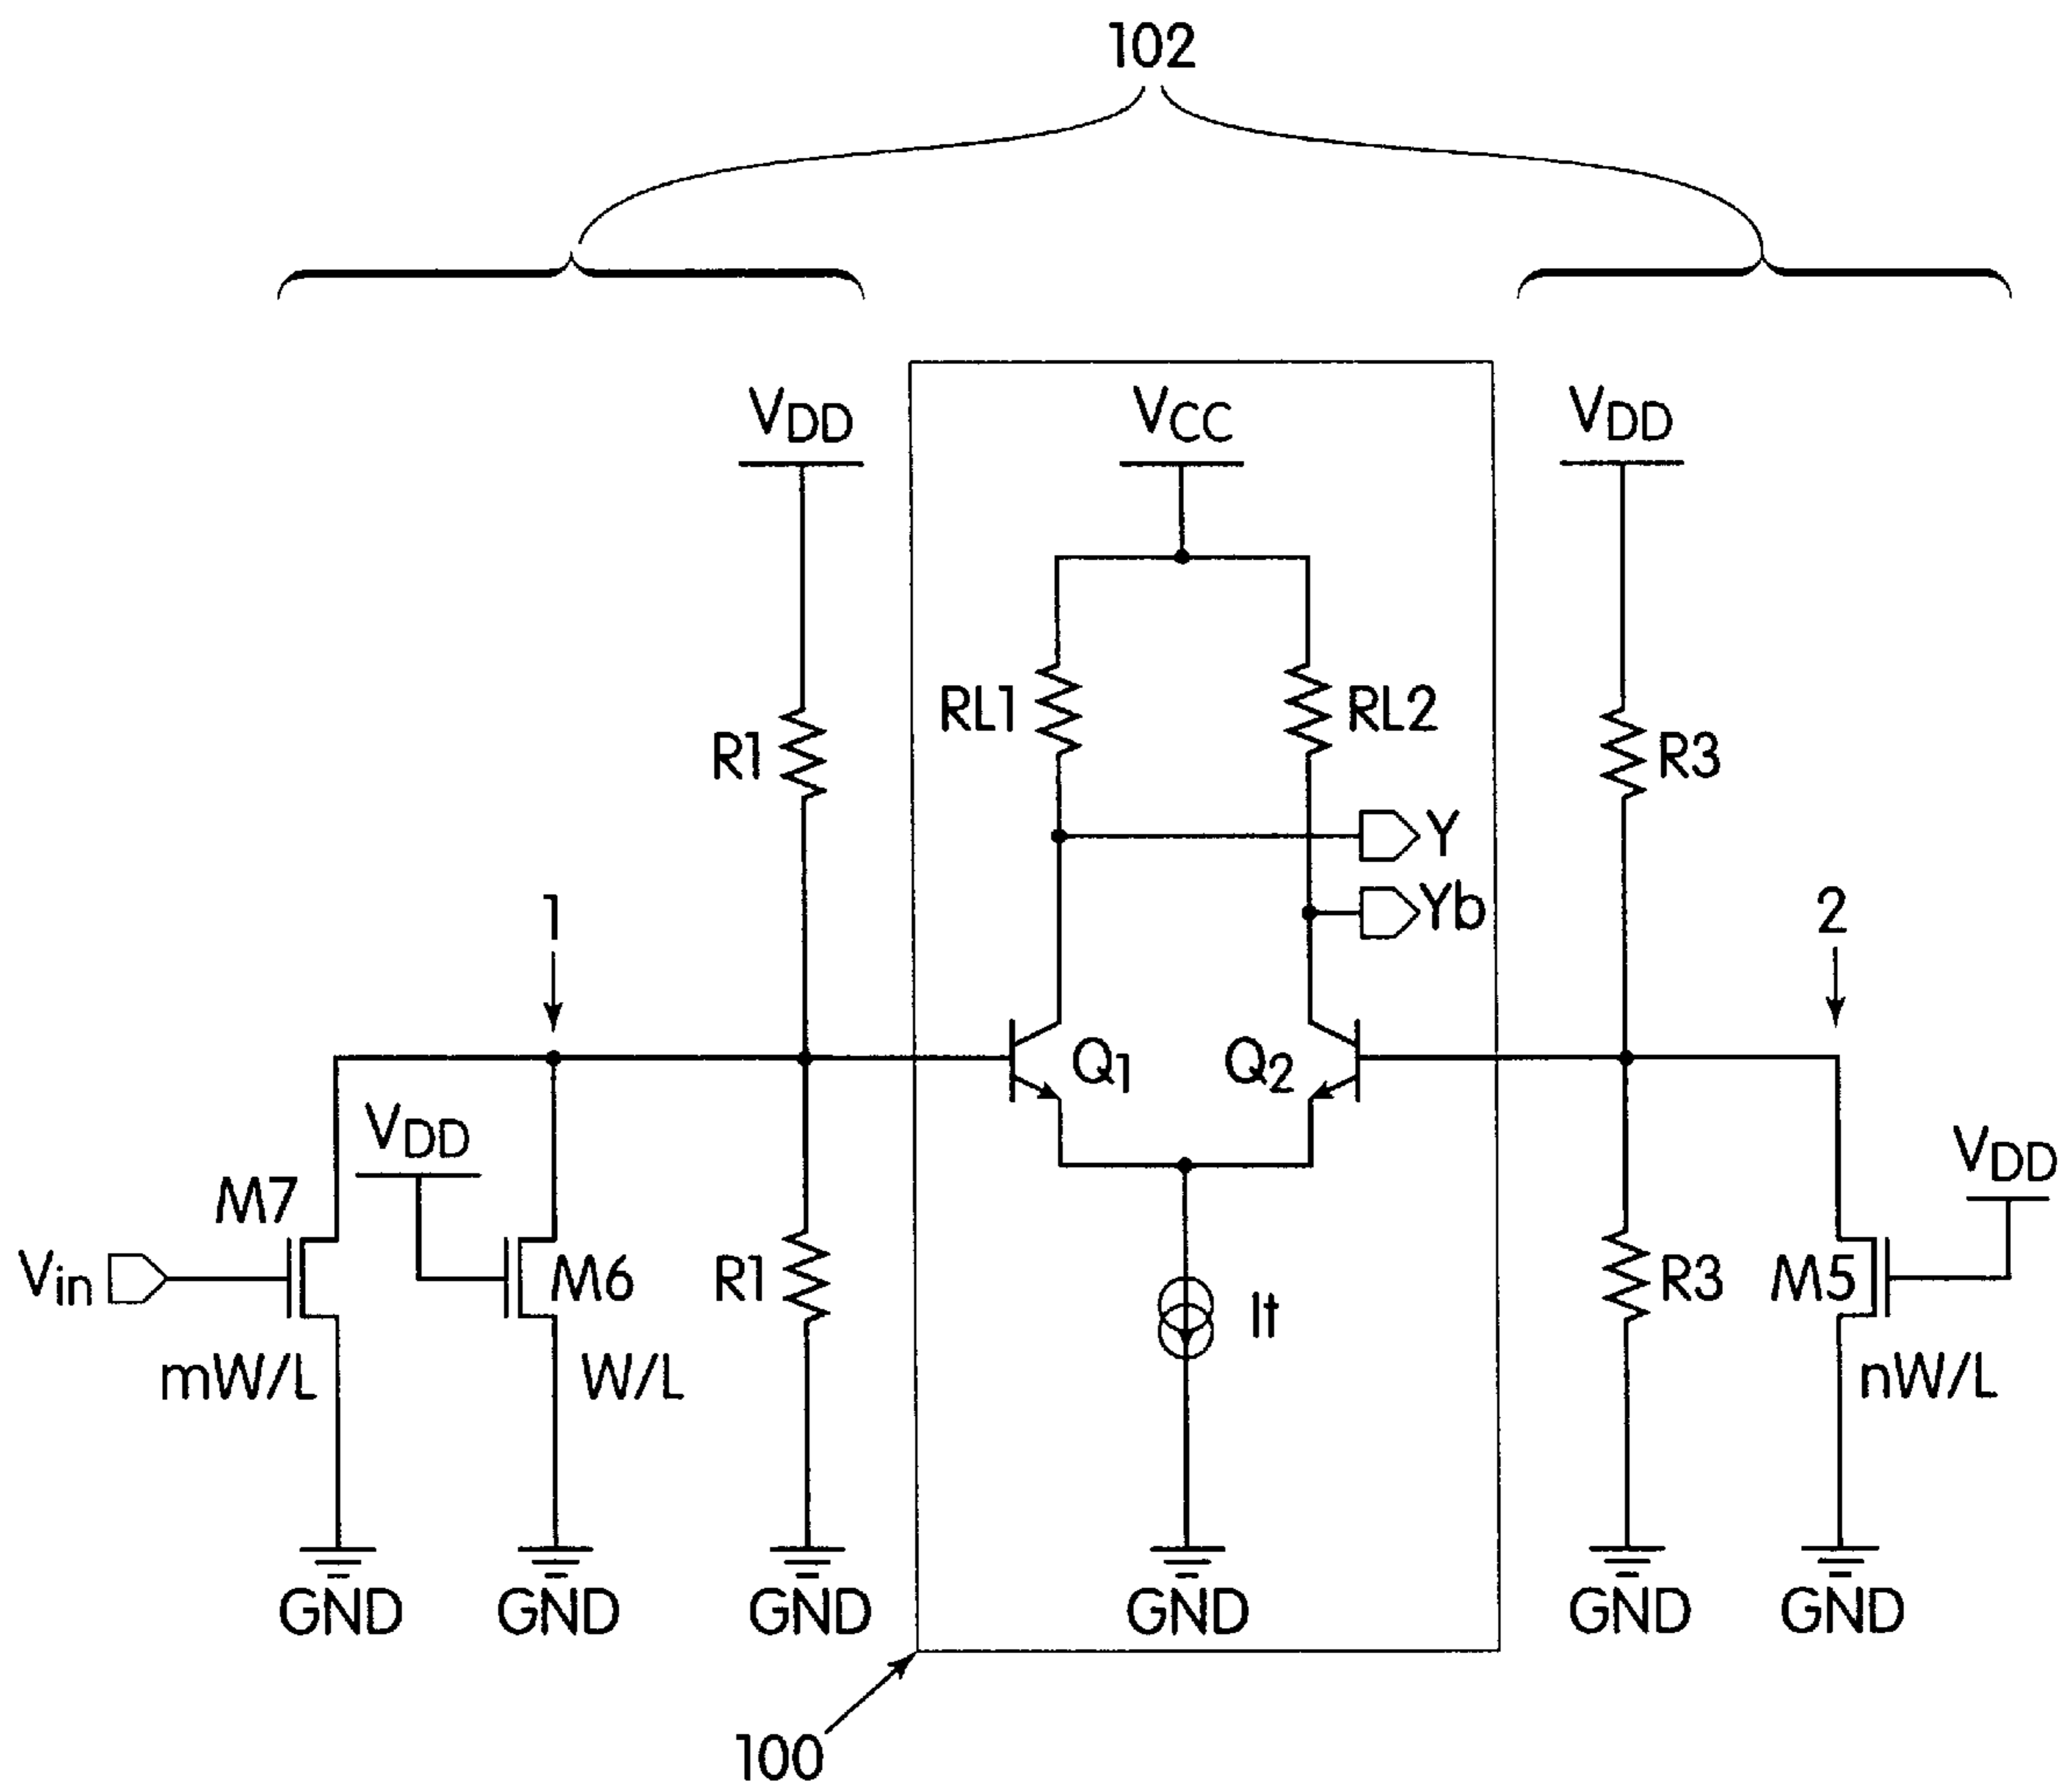 102
VDD
VCC
VDD
RL1
RL2
R1
R3
Y
Yb
1
2
Q1
Q2
VDD
VDD
M7
Vin
M6
R1
It
R3
M5
mW/L
W/L
nW/L
GND
GND
GND
GND
GND
GND
100